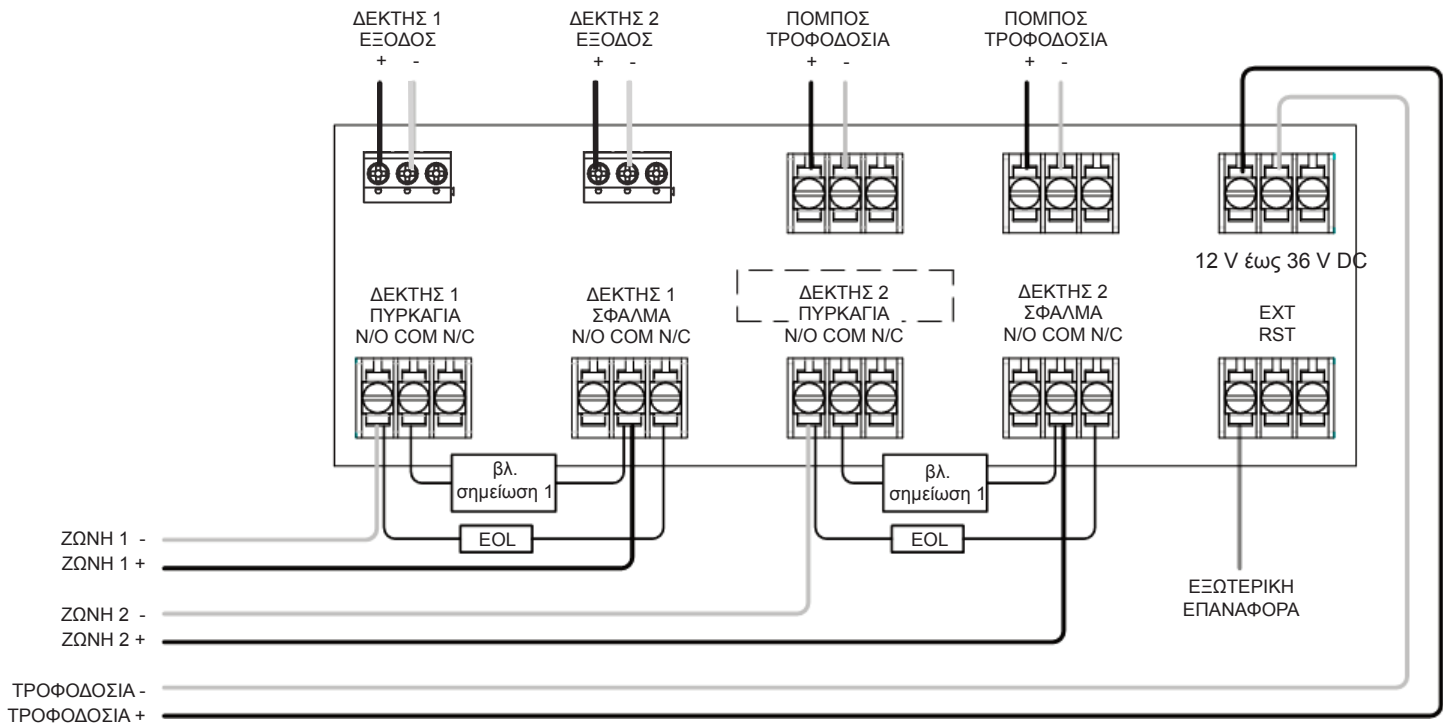 ΔΕΚΤΗΣ 1
ΕΞΟΔΟΣ
+ -
ΔΕΚΤΗΣ 2
ΕΞΟΔΟΣ
+ -
ΠΟΜΠΟΣ
ΤΡΟΦΟΔΟΣΙΑ
+ -
ΠΟΜΠΟΣ
ΤΡΟΦΟΔΟΣΙΑ
+ -
12 V έως 36 V DC
ΔΕΚΤΗΣ 1
ΠΥΡΚΑΓΙΑ
N/O COM N/C
ΔΕΚΤΗΣ 1
ΣΦΑΛΜΑ
N/O COM N/C
ΔΕΚΤΗΣ 2
ΠΥΡΚΑΓΙΑ
N/O COM N/C
ΔΕΚΤΗΣ 2
ΣΦΑΛΜΑ
N/O COM N/C
EXT
RST
βλ.
σημείωση 1
βλ.
σημείωση 1
EOL
EOL
ΖΩΝΗ 1 -
ΖΩΝΗ 1 +
ΖΩΝΗ 2 -
ΖΩΝΗ 2 +
ΕΞΩΤΕΡΙΚΗ
ΕΠΑΝΑΦΟΡΑ
ΤΡΟΦΟΔΟΣΙΑ -
ΤΡΟΦΟΔΟΣΙΑ +